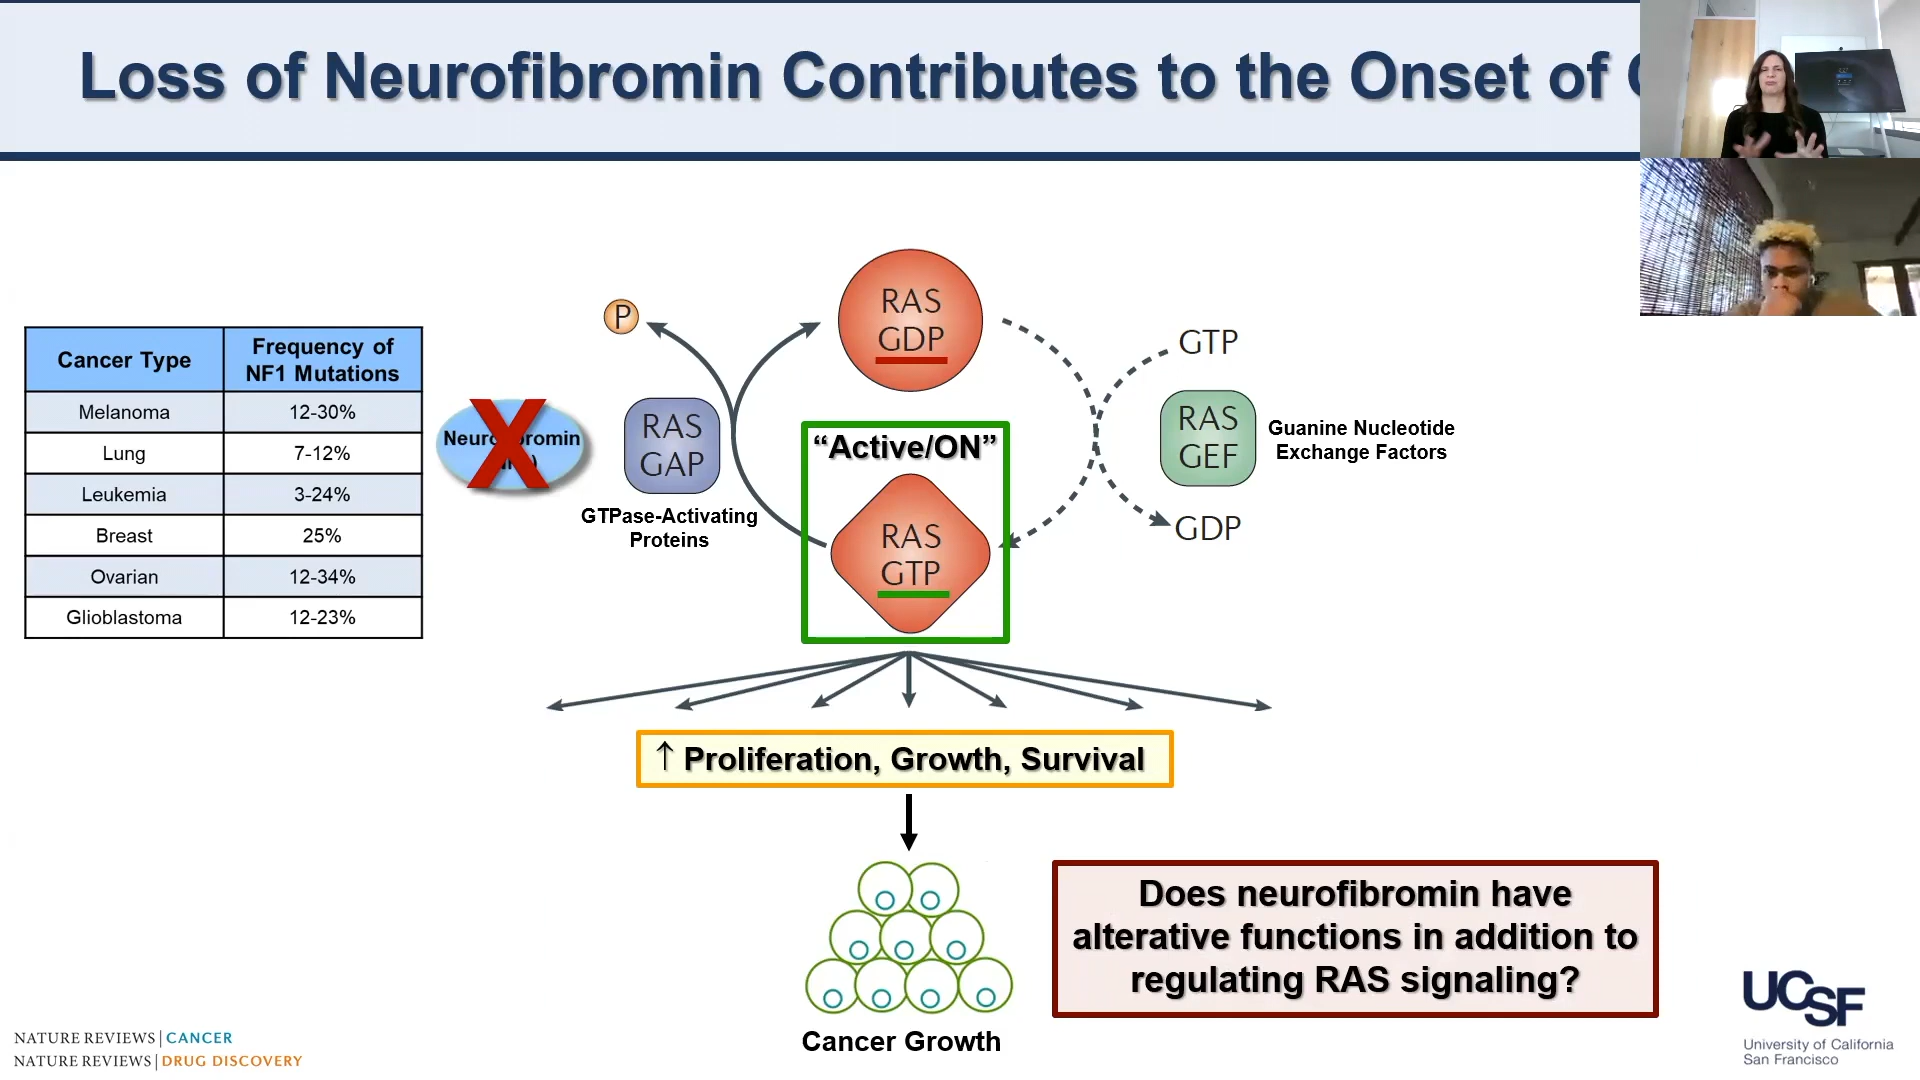 Loss of Neurofibromin Contributes to the Onset of
Cancer Type
Frequency of
NF1 Mutations
Melanoma
12-30%
Lung
7-12%
Leukemia
3-24%
Breast
25%
Ovarian
12-34%
Glioblastoma
12-23%
P
RAS
GAP
GTPase-Activating
Proteins
RAS
GDP
“Active/ON”
RAS
GTP
GTP
RAS
GEF
Guanine Nucleotide
Exchange Factors
GDP
↑ Proliferation, Growth, Survival
Cancer Growth
Does neurofibromin have
alterative functions in addition to
regulating RAS signaling?
NATURE REVIEWS | CANCER
NATURE REVIEWS | DRUG DISCOVERY
UCSF
University of California
San Francisco